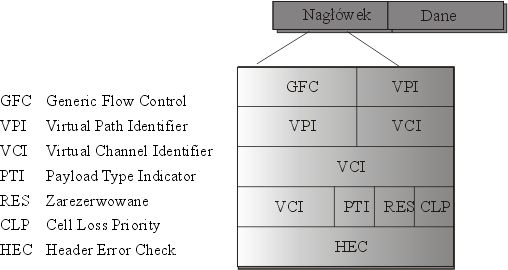 Nagłówek Dane
GFC VPI
VPI VCI
VCI
VCI PTI RES CLP
HEC
GFC Generic Flow Control
VPI Virtual Path Identifier
VCI Virtual Channel Identifier
PTI Payload Type Indicator
RES Zarezerwowane
CLP Cell Loss Priority
HEC Header Error Check